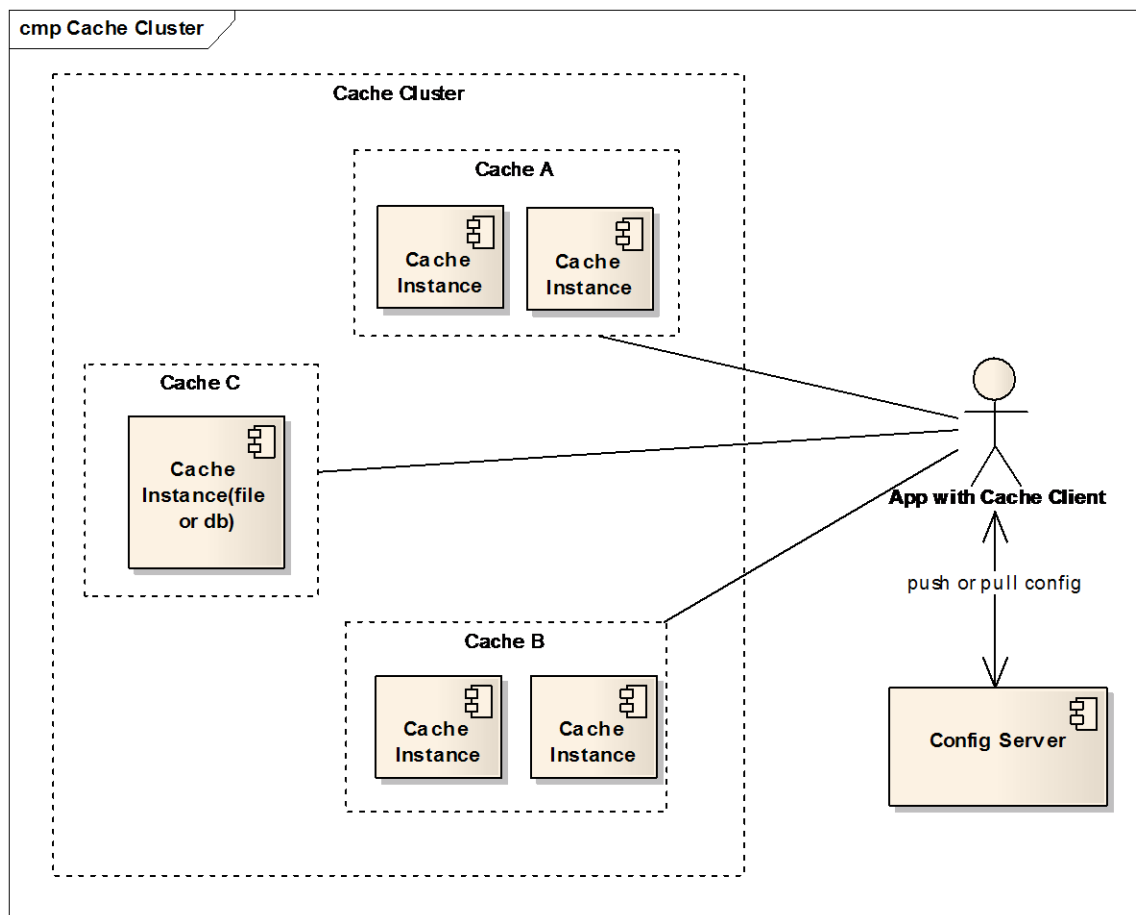 cmp Cache Cluster
Cache Cluster
Cache A
Cache
Instance
Cache
Instance
Cache C
Cache
Instance(file
or db)
App with Cache Client
push or pull config
Cache B
Cache
Instance
Cache
Instance
Config Server